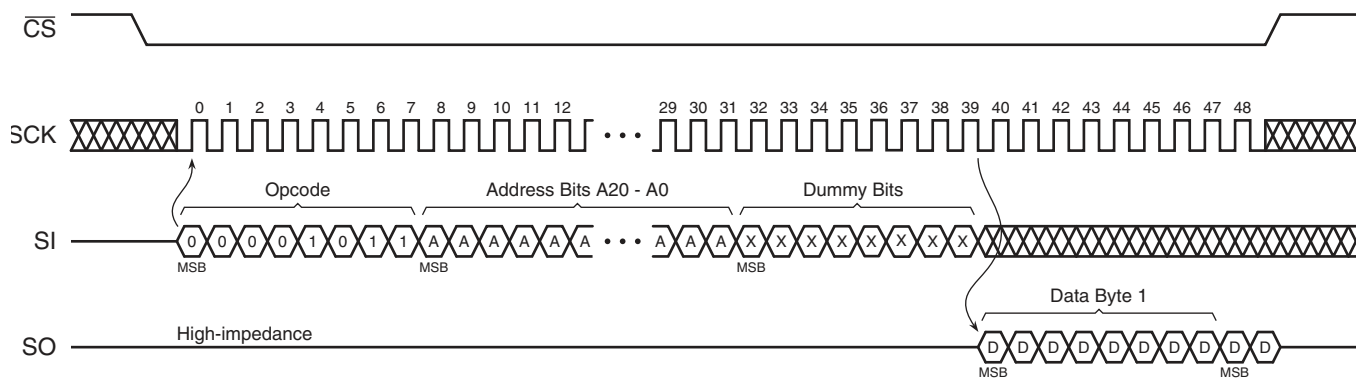 CS
0 1 2 3 4 5 6 7 8 9 10 11 12 29 30 31 32 33 34 35 36 37 38 39 40 41 42 43 44 45 46 47 48
SCK
Opcode Address Bits A20 - A0 Dummy Bits
SI 0 0 0 0 1 0 1 1 A A A A A A A A A X X X X X X X X
MSB MSB MSB
Data Byte 1
High-impedance
SO D D D D D D D D D D
MSB MSB